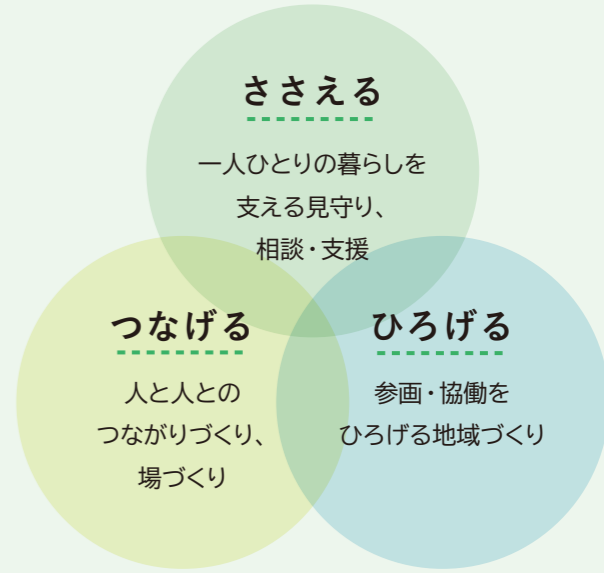 ささえる
一人ひとりの暮らしを
支える見守り、
相談・支援
つなげる
人と人との
つながりづくり、
場づくり
ひろげる
参画・協働を
ひろげる地域づくり